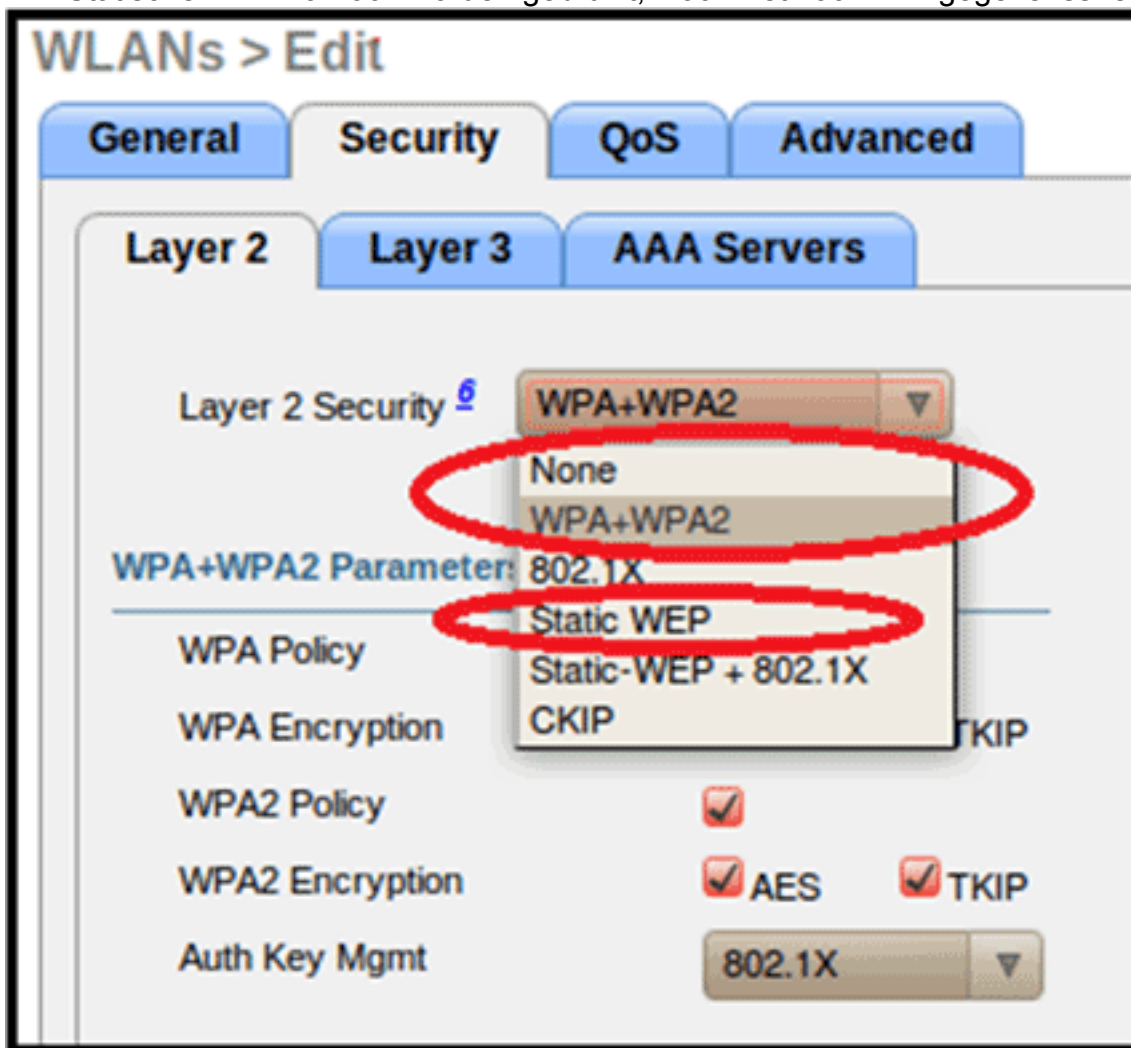 WLANs > Edit
General Security QoS Advanced
Layer 2 Layer 3 AAA Servers
Layer 2 Security 6 WPA+WPA2
None
WPA+WPA2
WPA+WPA2 Parameter 802.1X
Static WEP
WPA Policy
Static-WEP + 802.1X
WPA Encryption CKIP TKIP
WPA2 Policy
WPA2 Encryption AES TKIP
Auth Key Mgmt 802.1X